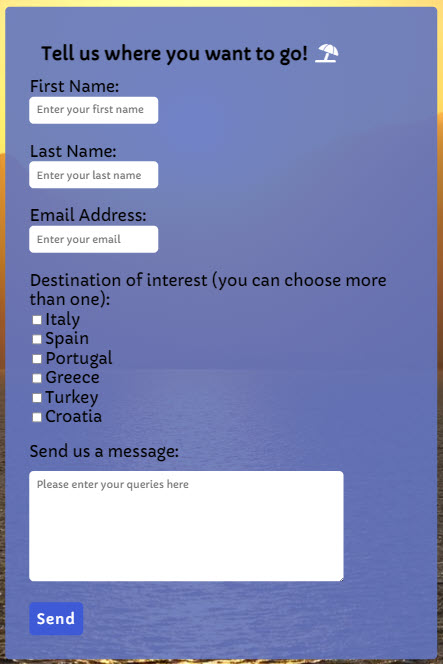 Tell us where you want to go!
First Name:
Enter your first name
Last Name:
Enter your last name
Email Address:
Enter your email
Destination of interest (you can choose more
than one):
Italy
Spain
Portugal
Greece
Turkey
Croatia
Send us a message:
Please enter your queries here
Send